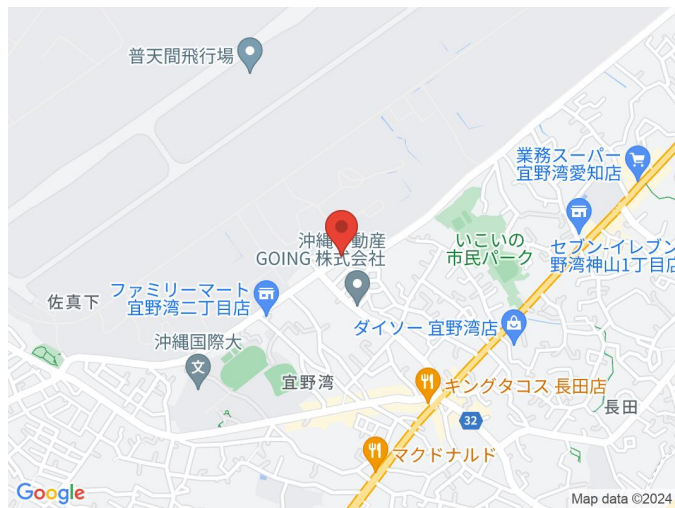 普天間飛行場
業務スーパー
宜野湾愛知店
沖縄
動産
GOING 株式会社
いこいの
市民パーク
セブン-イレブン
野湾神山1丁目店
佐真下
ファミリーマート
宜野湾二丁目店
ダイソー 宜野湾店
沖縄国際大
宜野湾
キングタコス 長田店
長田
32
マクドナルド
Google
Map data ©2024